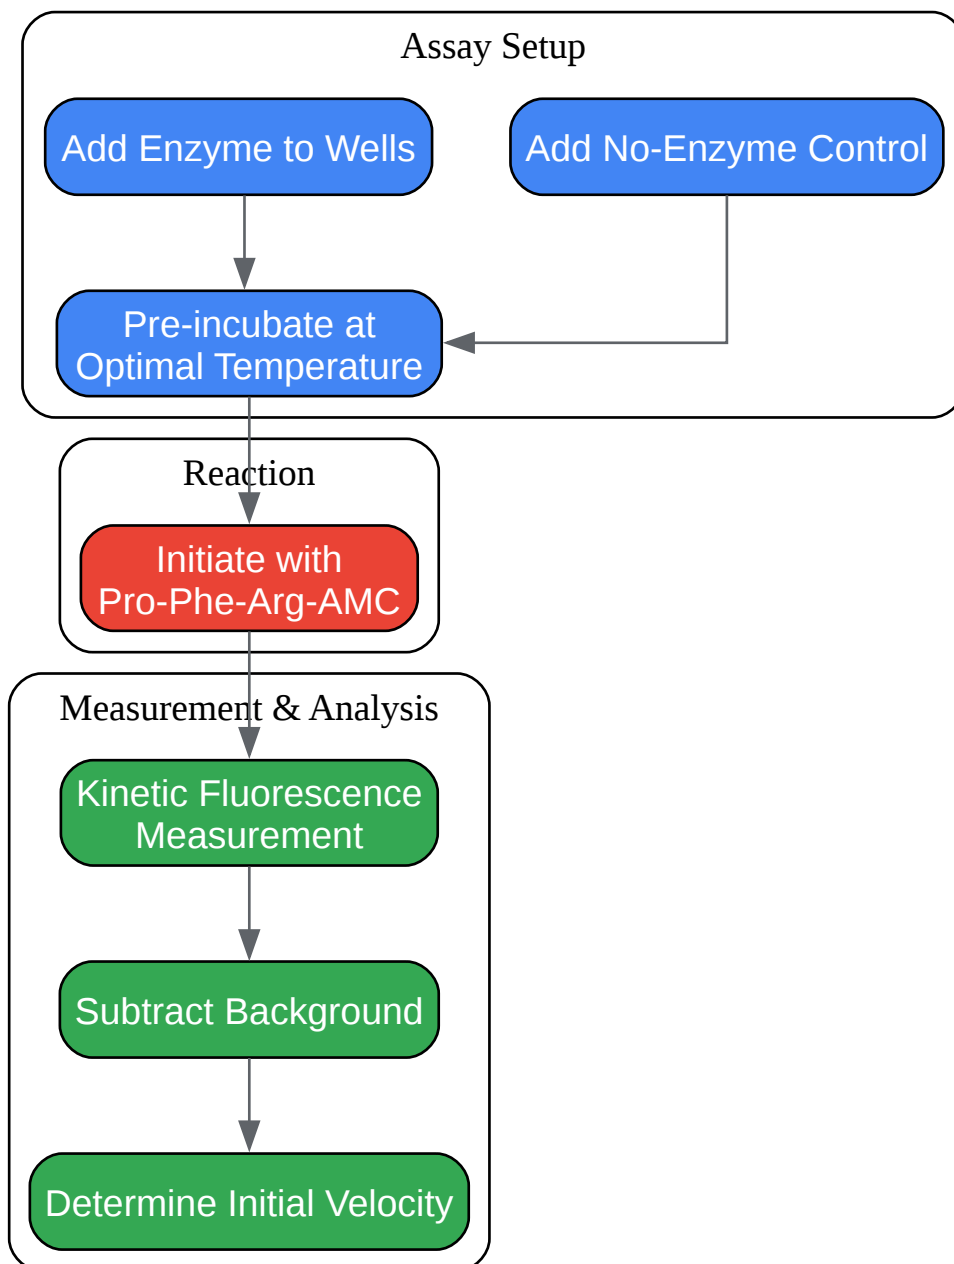 Assay Setup
Add Enzyme to Wells
Add No-Enzyme Control
Pre-incubate at
Optimal Temperature
Reaction
Initiate with
Pro-Phe-Arg-AMC
Measurement & Analysis
Kinetic Fluorescence
Measurement
Subtract Background
Determine Initial Velocity